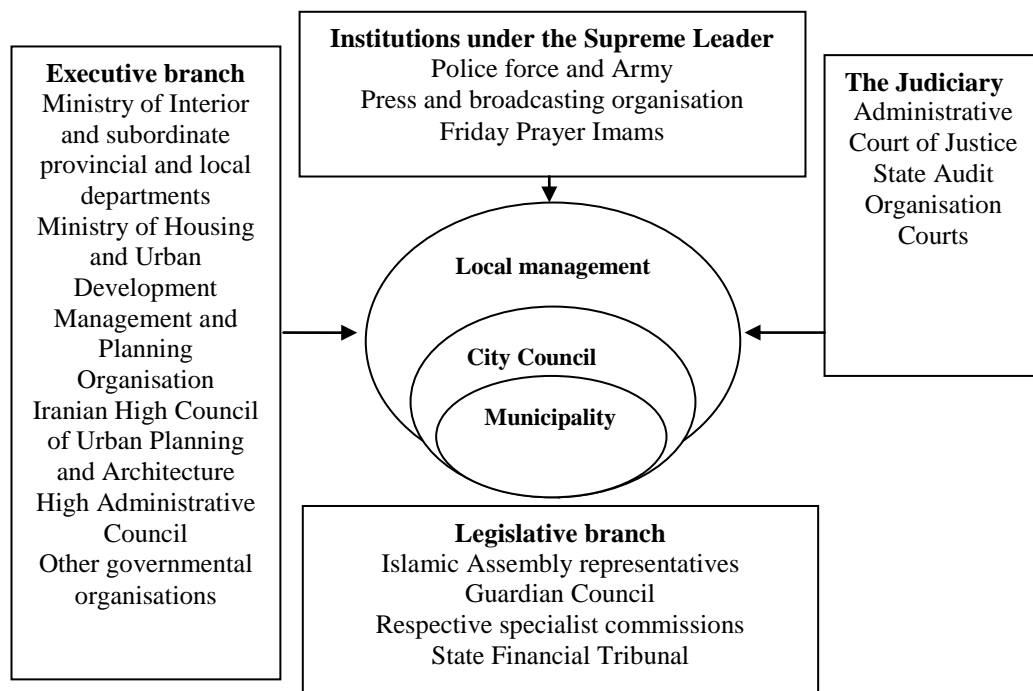 Institutions under the Supreme Leader
Police force and Army
Press and broadcasting organisation
Friday Prayer Imams
Executive branch
Ministry of Interior
and subordinate
provincial and local
departments
Ministry of Housing
and Urban
Development
Management and
Planning
Organisation
Iranian High Council
of Urban Planning
and Architecture
High Administrative
Council
Other governmental
organisations
The Judiciary
Administrative
Court of Justice
State Audit
Organisation
Courts
Local management
City Council
Municipality
Legislative branch
Islamic Assembly representatives
Guardian Council
Respective specialist commissions
State Financial Tribunal